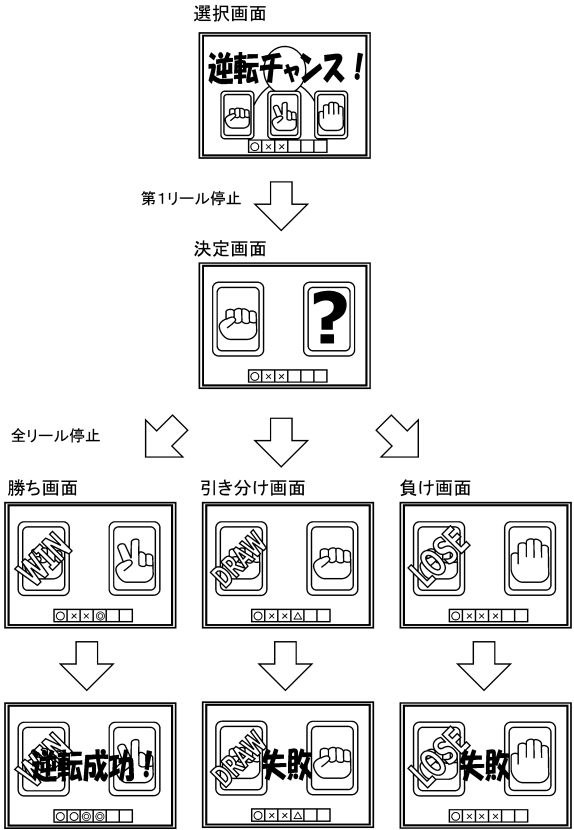 選択画面
逆転チャンス！
○××
第１リール停止
決定画面
?
○××
全リール停止
勝ち画面
引き分け画面
負け画面
WIN
DRAW
LOSE
○××◎
○××△
○×××
WIN
逆転成功！
DRAW
失敗
LOSE
失敗
○○◎◎
○××△
○×××